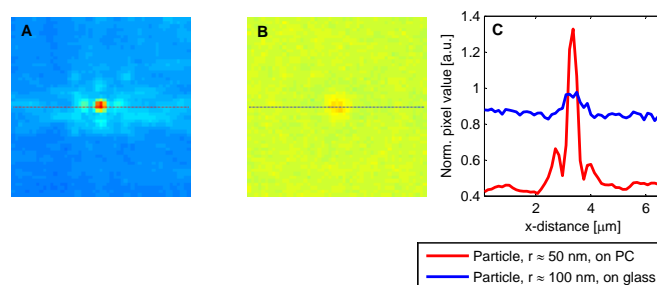 A
B
C
Norm. pixel value [a.u.]
1.4
1.2
1
0.8
0.6
0.4
2 4 6
x-distance [μm]
Particle, r ≈ 50 nm, on PC
Particle, r ≈ 100 nm, on glass